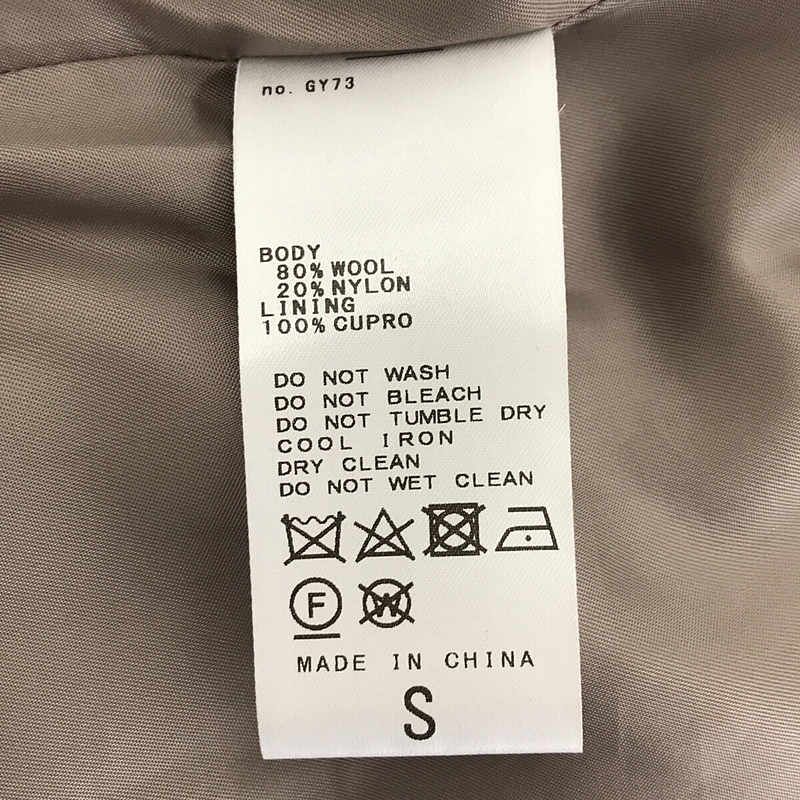 no. GY73
BODY
80% WOOL
20% NYLON
LINING
100% CUPRO
DO NOT WASH
DO NOT BLEACH
DO NOT TUMBLE DRY
COOL IRON
DRY CLEAN
DO NOT WET CLEAN
F W
MADE IN CHINA
S